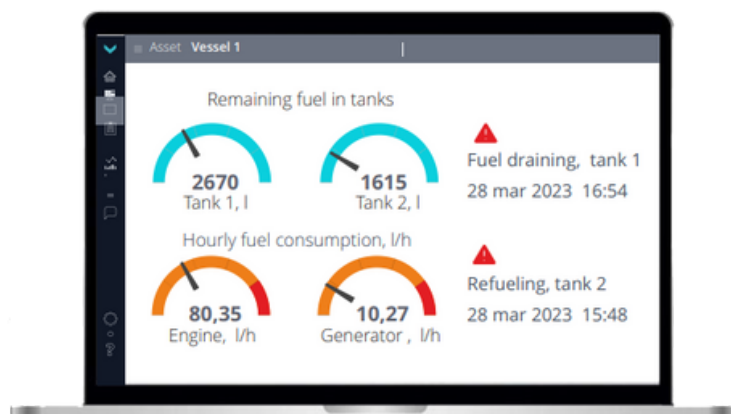 Asset Vessel 1
Remaining fuel in tanks
2670
Tank 1, l
1615
Tank 2, l
Fuel draining, tank 1
28 mar 2023 16:54
Hourly fuel consumption, l/h
80,35
Engine, l/h
10,27
Generator , l/h
Refueling, tank 2
28 mar 2023 15:48